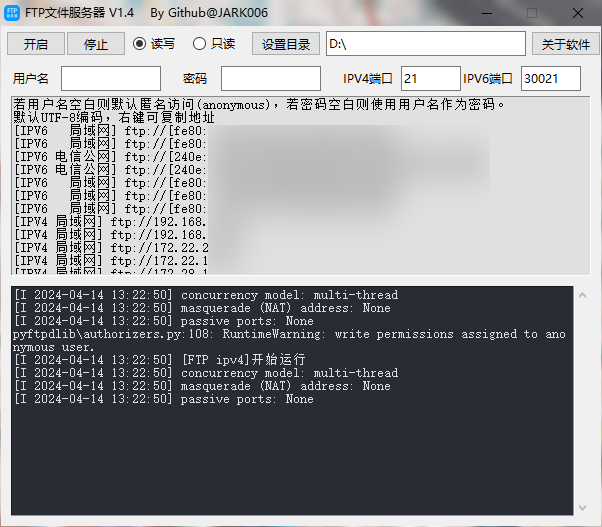 FTP文件服务器 V1.4 By Github@JARK006
开启 停止 读写 只读 设置目录 D:\ 关于软件
用户名 密码 IPV4端口 21 IPV6端口 30021
若用户名空白则默认匿名访问(anonymous)，若密码空白则使用用户名作为密码。
默认UTF-8编码，右键可复制地址
[IPV6 局域网] ftp://[fe80:
[IPV6 局域网] ftp://[fe80:
[IPV6 电信公网] ftp://[240e:
[IPV6 电信公网] ftp://[240e:
[IPV6 局域网] ftp://[fe80:
[IPV6 局域网] ftp://[fe80:
[IPV6 局域网] ftp://[fe80:
[IPV4 局域网] ftp://192.168.
[IPV4 局域网] ftp://192.168.
[IPV4 局域网] ftp://172.22.2
[IPV4 局域网] ftp://172.22.1
[IPV4 局域网] ftp://172.28.1
[I 2024-04-14 13:22:50] concurrency model: multi-thread
[I 2024-04-14 13:22:50] masquerade (NAT) address: None
[I 2024-04-14 13:22:50] passive ports: None
pyftpdlib\authorizers.py:108: RuntimeWarning: write permissions assigned to ano
nymous user.
[I 2024-04-14 13:22:50] [FTP ipv4]开始运行
[I 2024-04-14 13:22:50] concurrency model: multi-thread
[I 2024-04-14 13:22:50] masquerade (NAT) address: None
[I 2024-04-14 13:22:50] passive ports: None